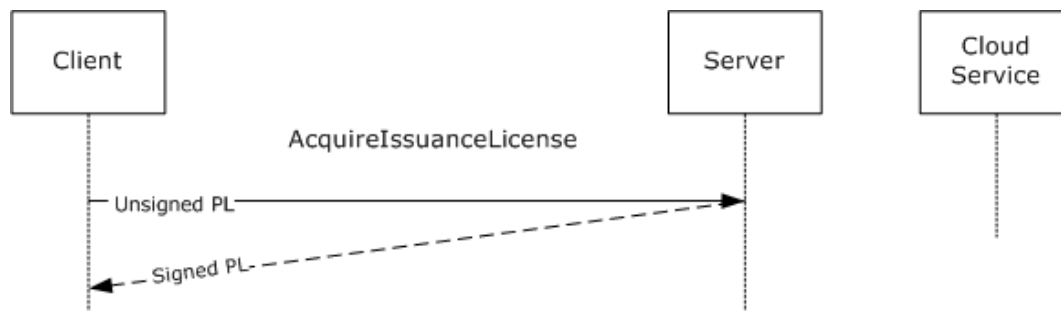 Client
Server
Cloud
Service
AcquireIssuanceLicense
Unsigned PL
Signed PL